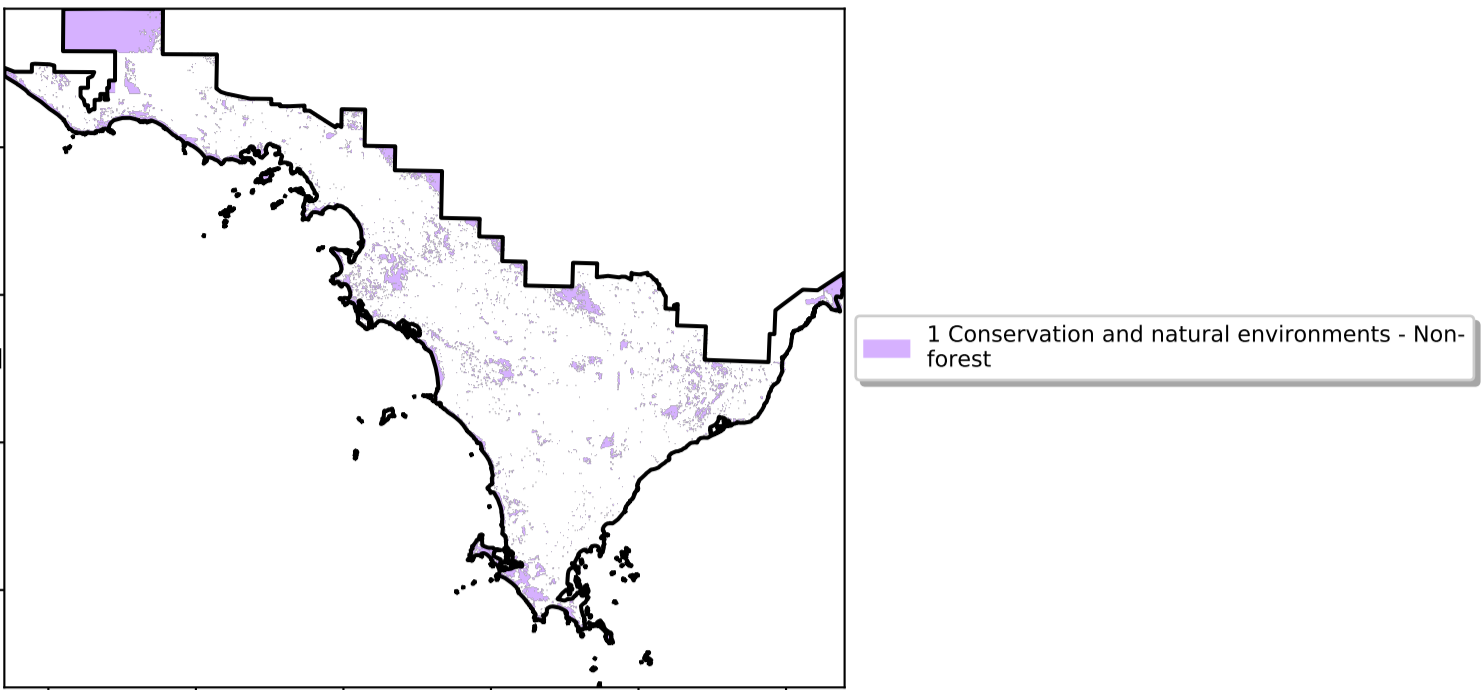 1 Conservation and natural environments - Non-
forest